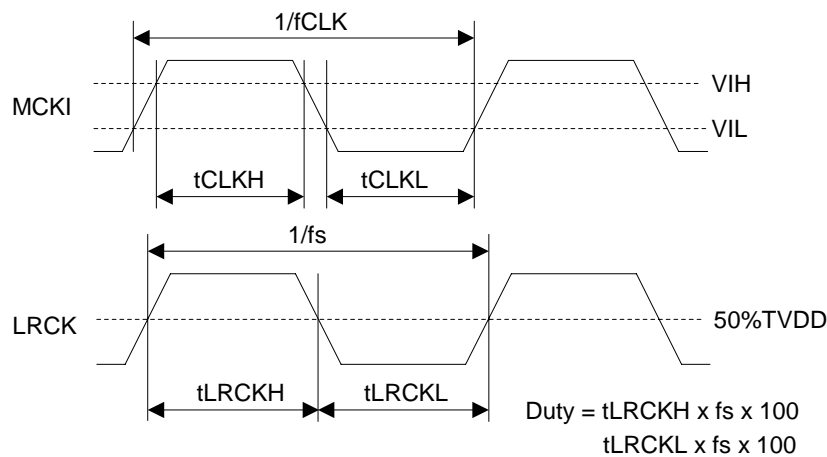 1/fCLK
VIH
MCKI
VIL
tCLKH
tCLKL
1/fs
LRCK
50%TVDD
tLRCKH
tLRCKL
Duty = tLRCKH x fs x 100
tLRCKL x fs x 100